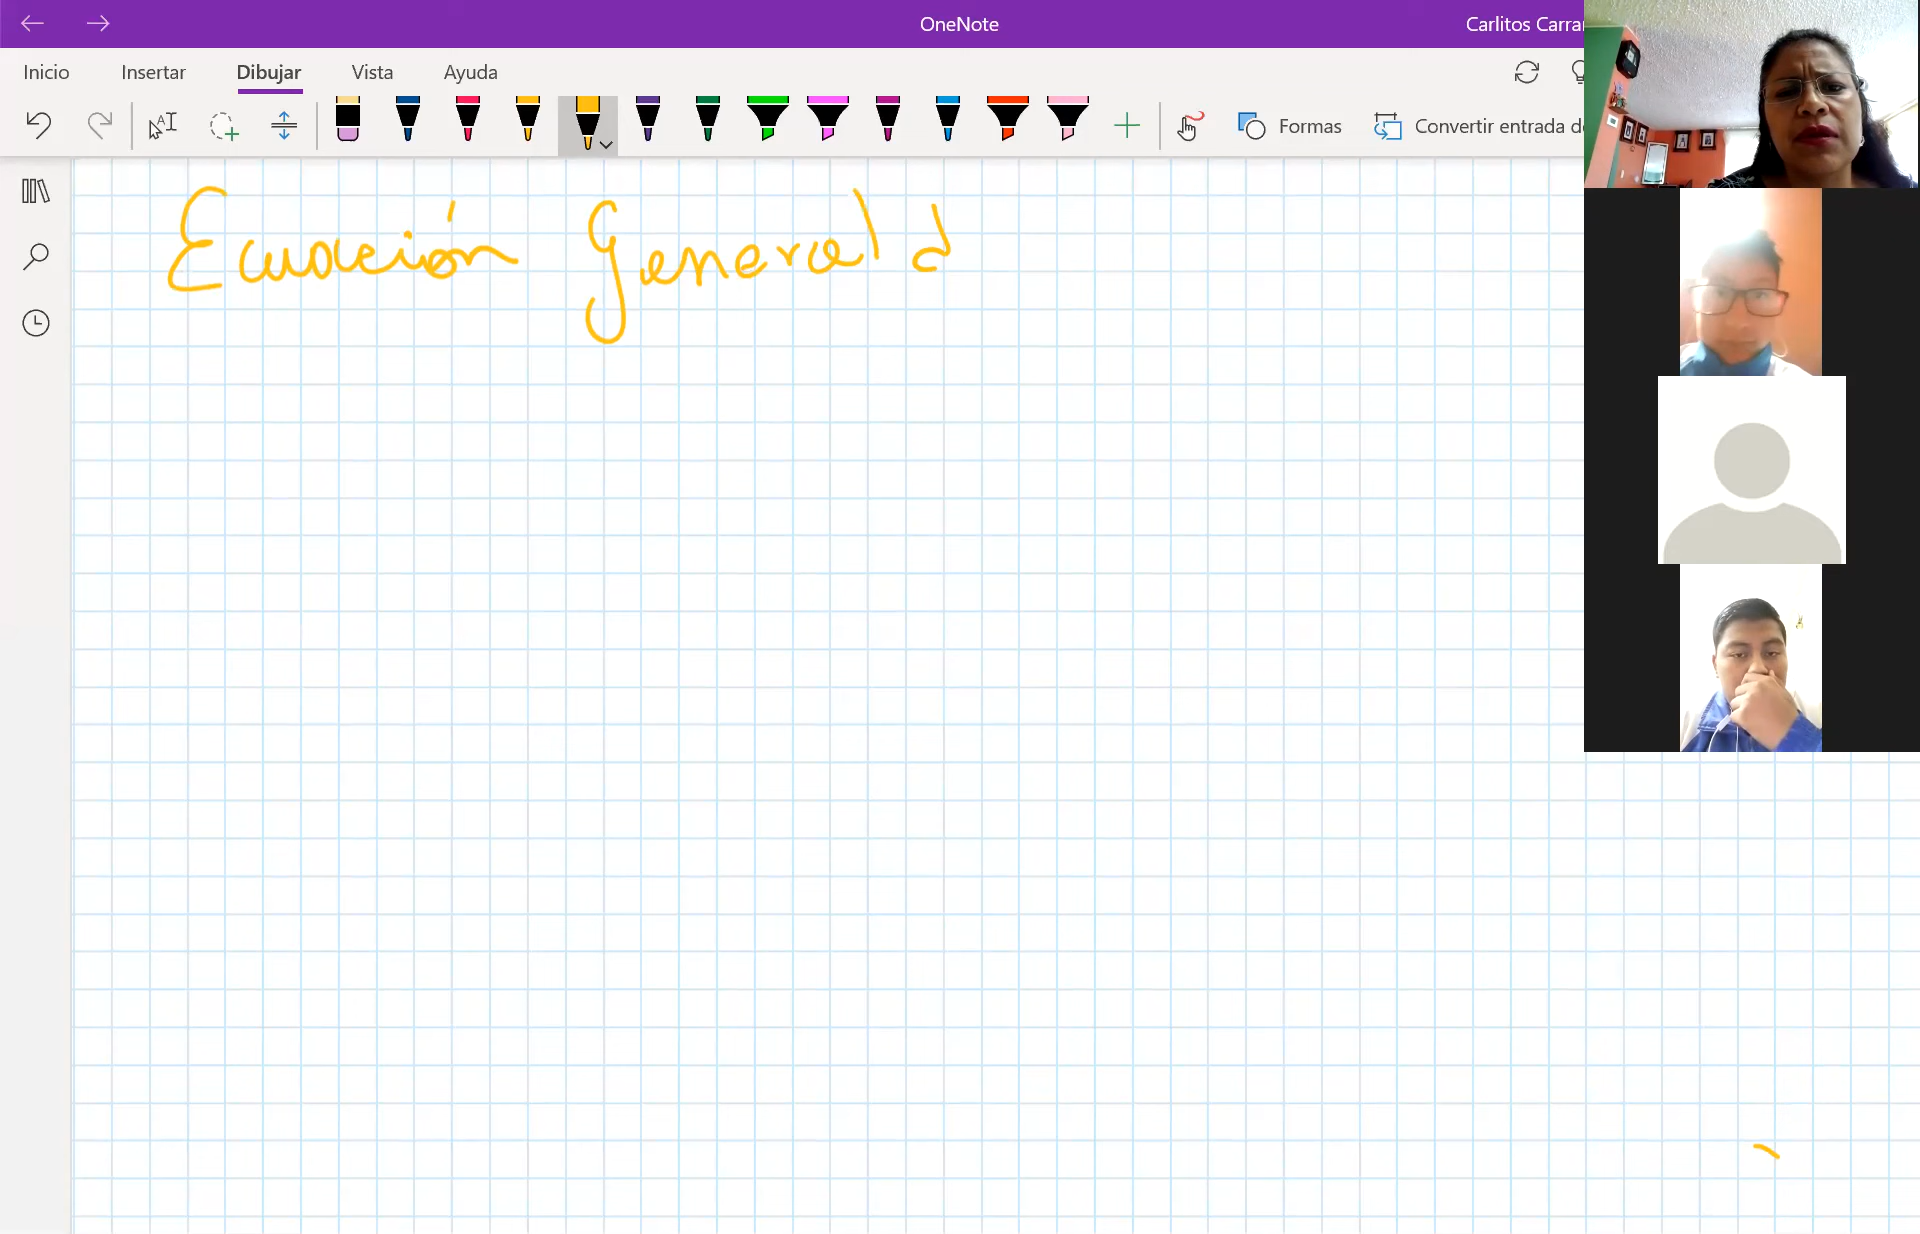 OneNote
Carlitos Carra
Inicio Insertar Dibujar Vista Ayuda
Formas Convertir entrada d
Ecuación General d